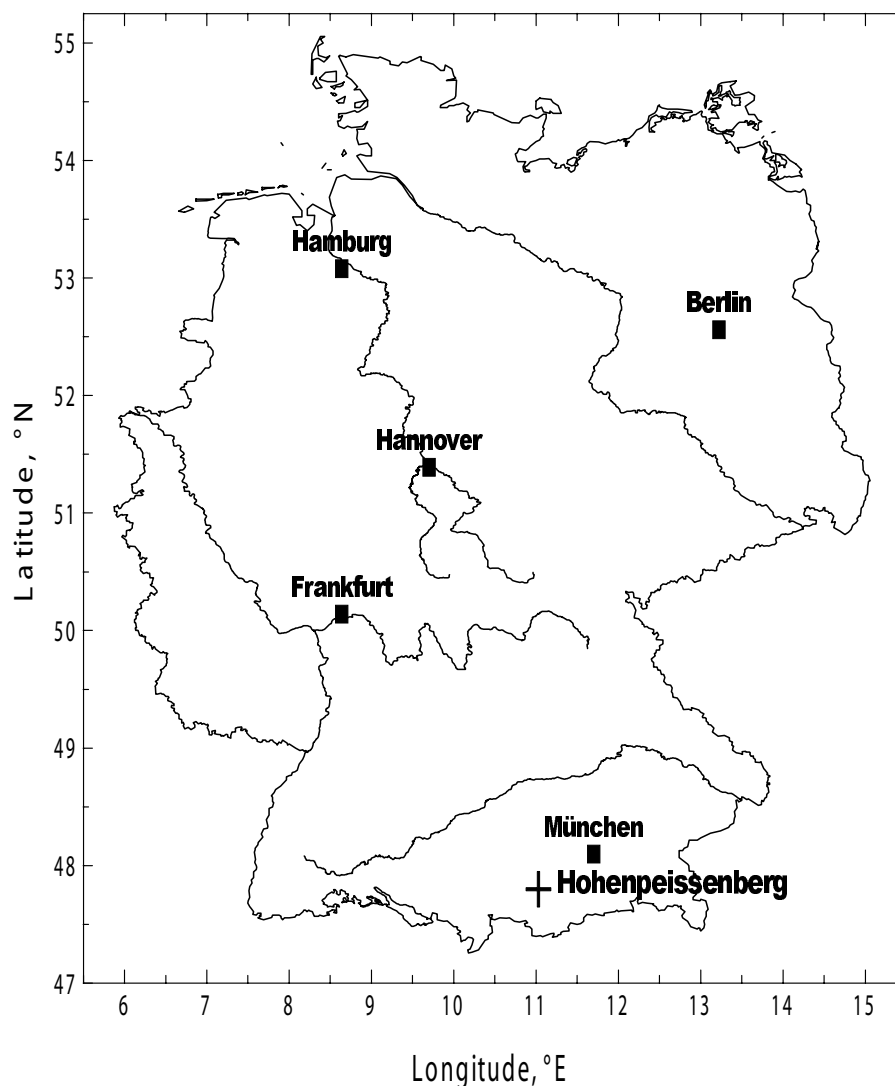 55
54
Hamburg
53
Berlin
52
Hannover
51
Frankfurt
50
49
München
48
Hohenpeissenberg
47
6 7 8 9 10 11 12 13 14 15
Longitude, °E
Latitude, °N